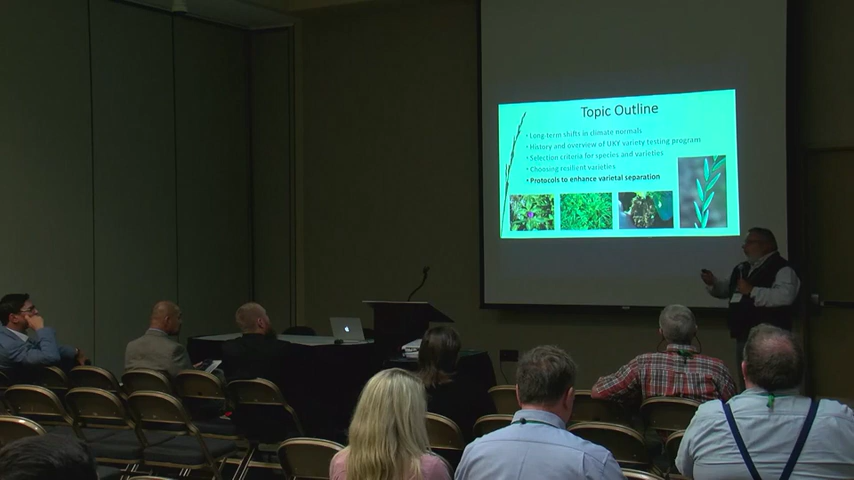 Topic Outline
• Long-term shifts in climate normals
• History and overview of UKY variety testing program
• Selection criteria for species and varieties
• Choosing resilient varieties
• Protocols to enhance varietal separation